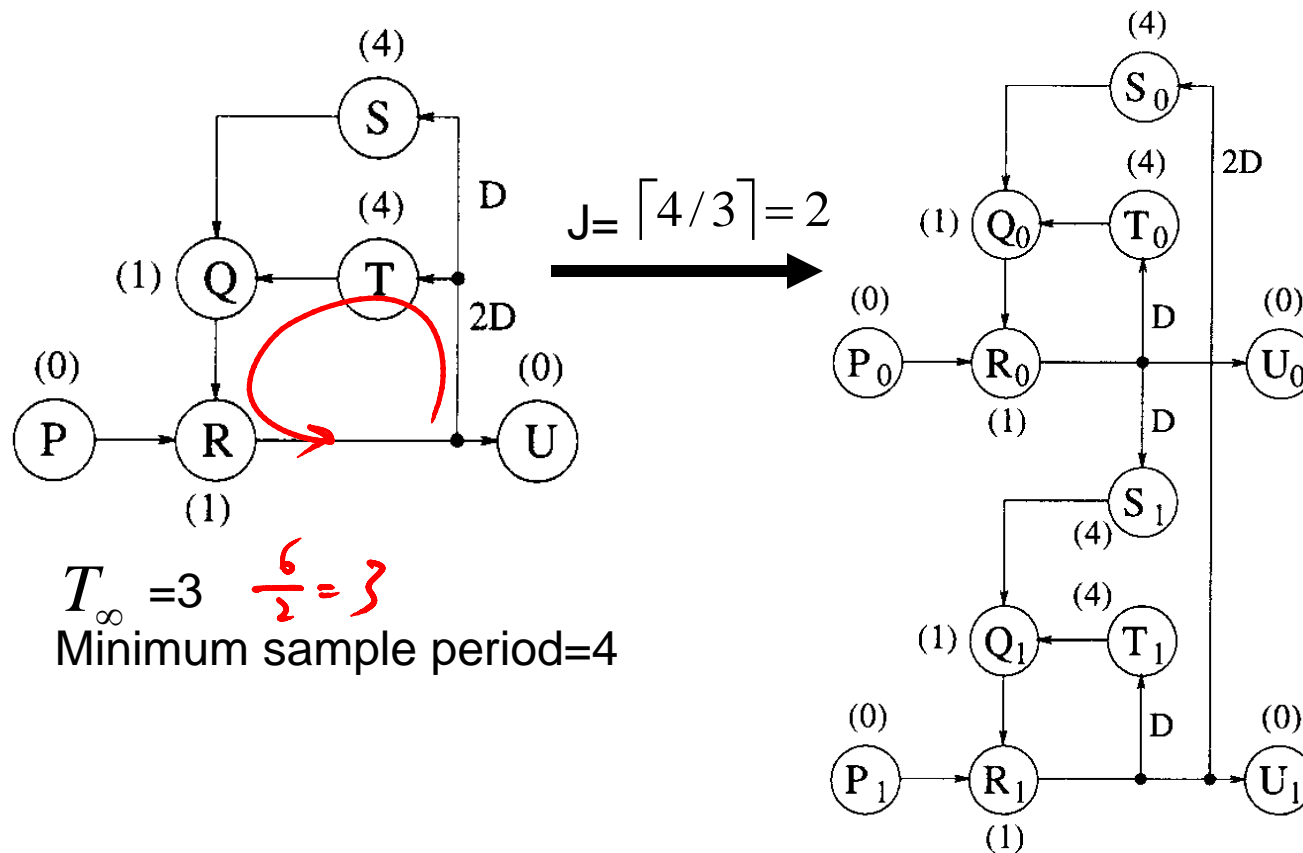 (4)
S
D
(4)
(1) Q T
2D
(0) (0)
P R U
(1)
T∞ =3 6/2 = 3
Minimum sample period=4
J= ⌈4/3⌉=2
(4)
S0
2D
(4)
(1) Q0 T0
D
(0) (0)
P0 R0 U0
(1) D
S1
(4)
(4)
(1) Q1 T1
(0) D (0)
P1 R1 U1
(1)